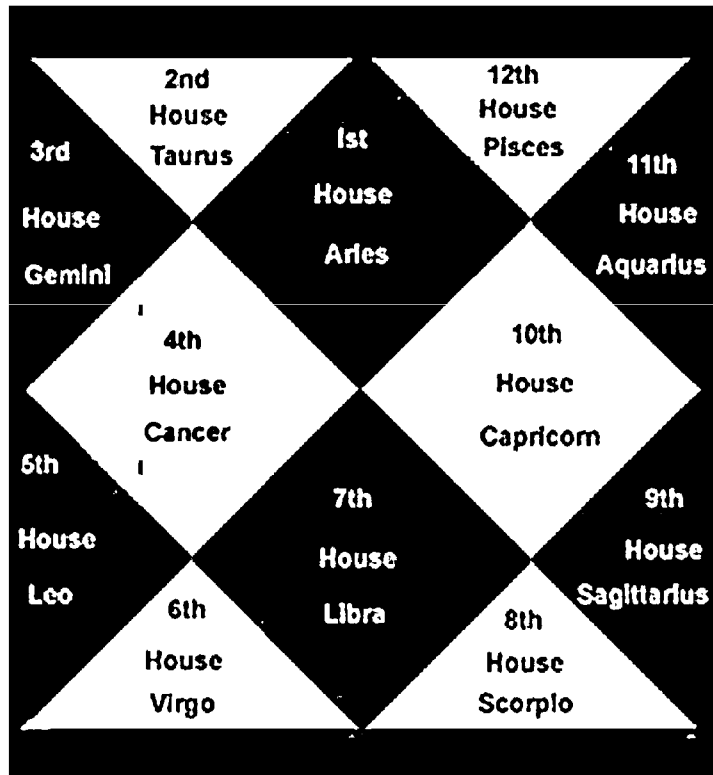 2nd
House
Taurus
12th
House
Pisces
Ist
House
Aries
3rd
House
Gemini
11th
House
Aquarius
4th
House
Cancer
10th
House
Capricorn
5th
House
Leo
7th
House
Libra
9th
House
Sagittarius
6th
House
Virgo
8th
House
Scorpio